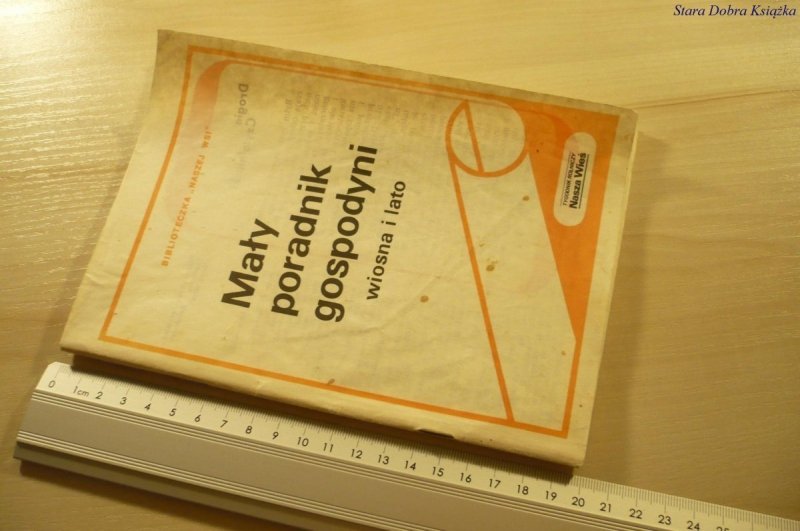 Stara Dobra Książka
BIBLIOTECZKA „NASZEJ WSI”
Mały
poradnik
gospodyni
wiosna i lato
TYGODNIK ROLNICZY
Nasza Wieś
Drogie
0 1cm 2 3 4 5 6 7 8 9 10 11 12 13 14 15 16 17 18 19 20 21 22 23 24 25